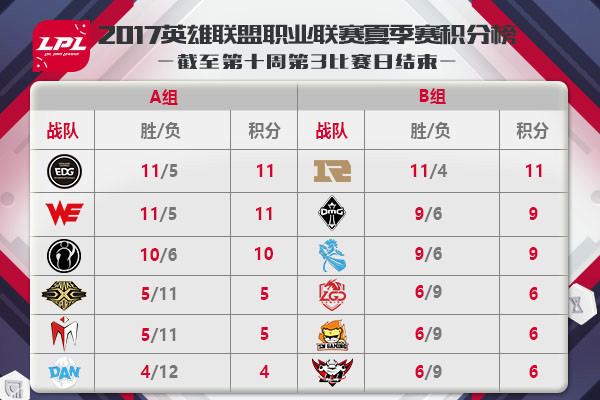 LPL
2017英雄联盟职业联赛夏季赛积分榜
截至第十周第3比赛日结束
A组 B组
战队 胜/负 积分 战队 胜/负 积分
EDG 11/5 11 R 11/4 11
WE 11/5 11 DMG 9/6 9
10/6 10 9/6 9
5/11 5 LGD 6/9 6
5/11 5 6/9 6
DAN 4/12 4 6/9 6